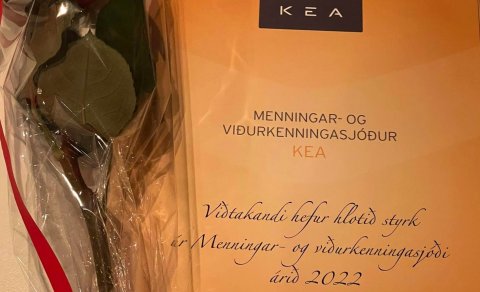 KEA
MENNINGAR- OG
VIÐURKENNINGASJÓÐUR
KEA
Viðtakandi hefur hlotið styrk
úr Menningar- og viðurkenningasjóði
árið 2022